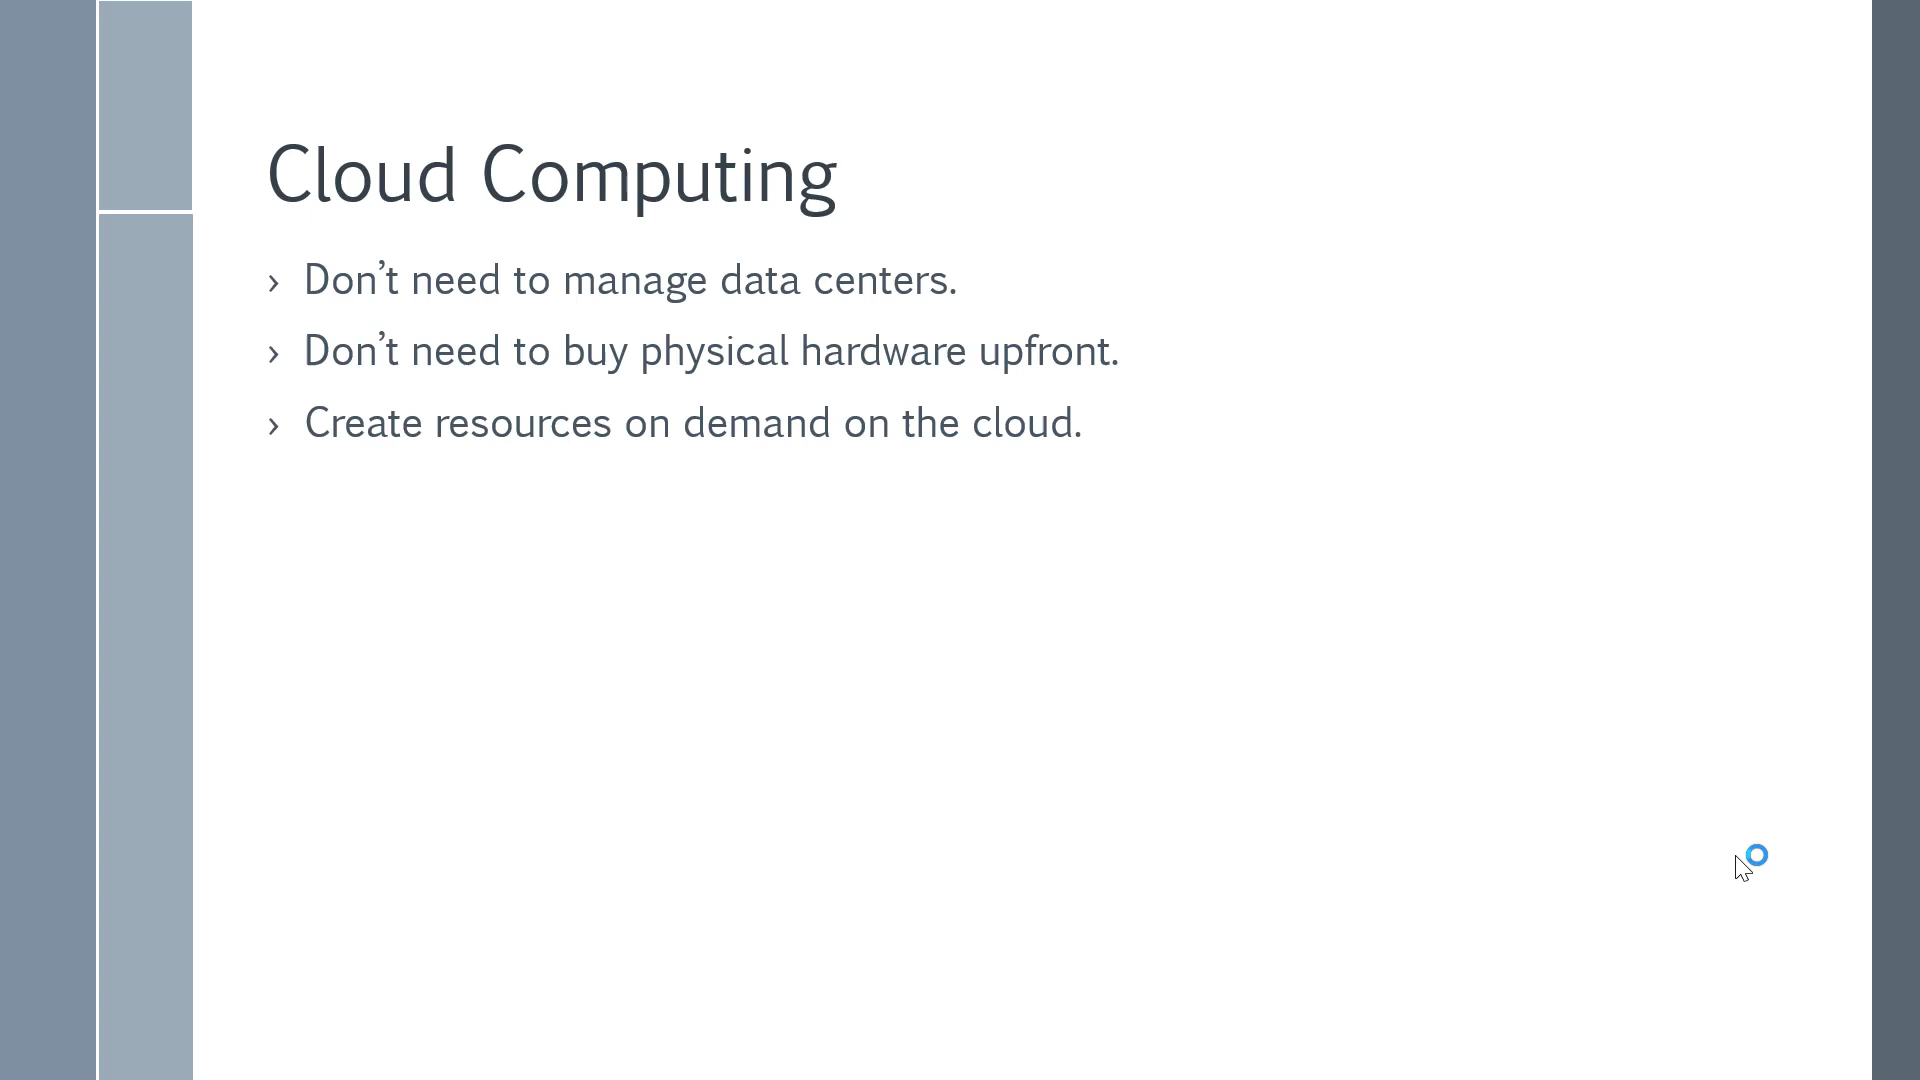 Cloud Computing
› Don’t need to manage data centers.
› Don’t need to buy physical hardware upfront.
› Create resources on demand on the cloud.